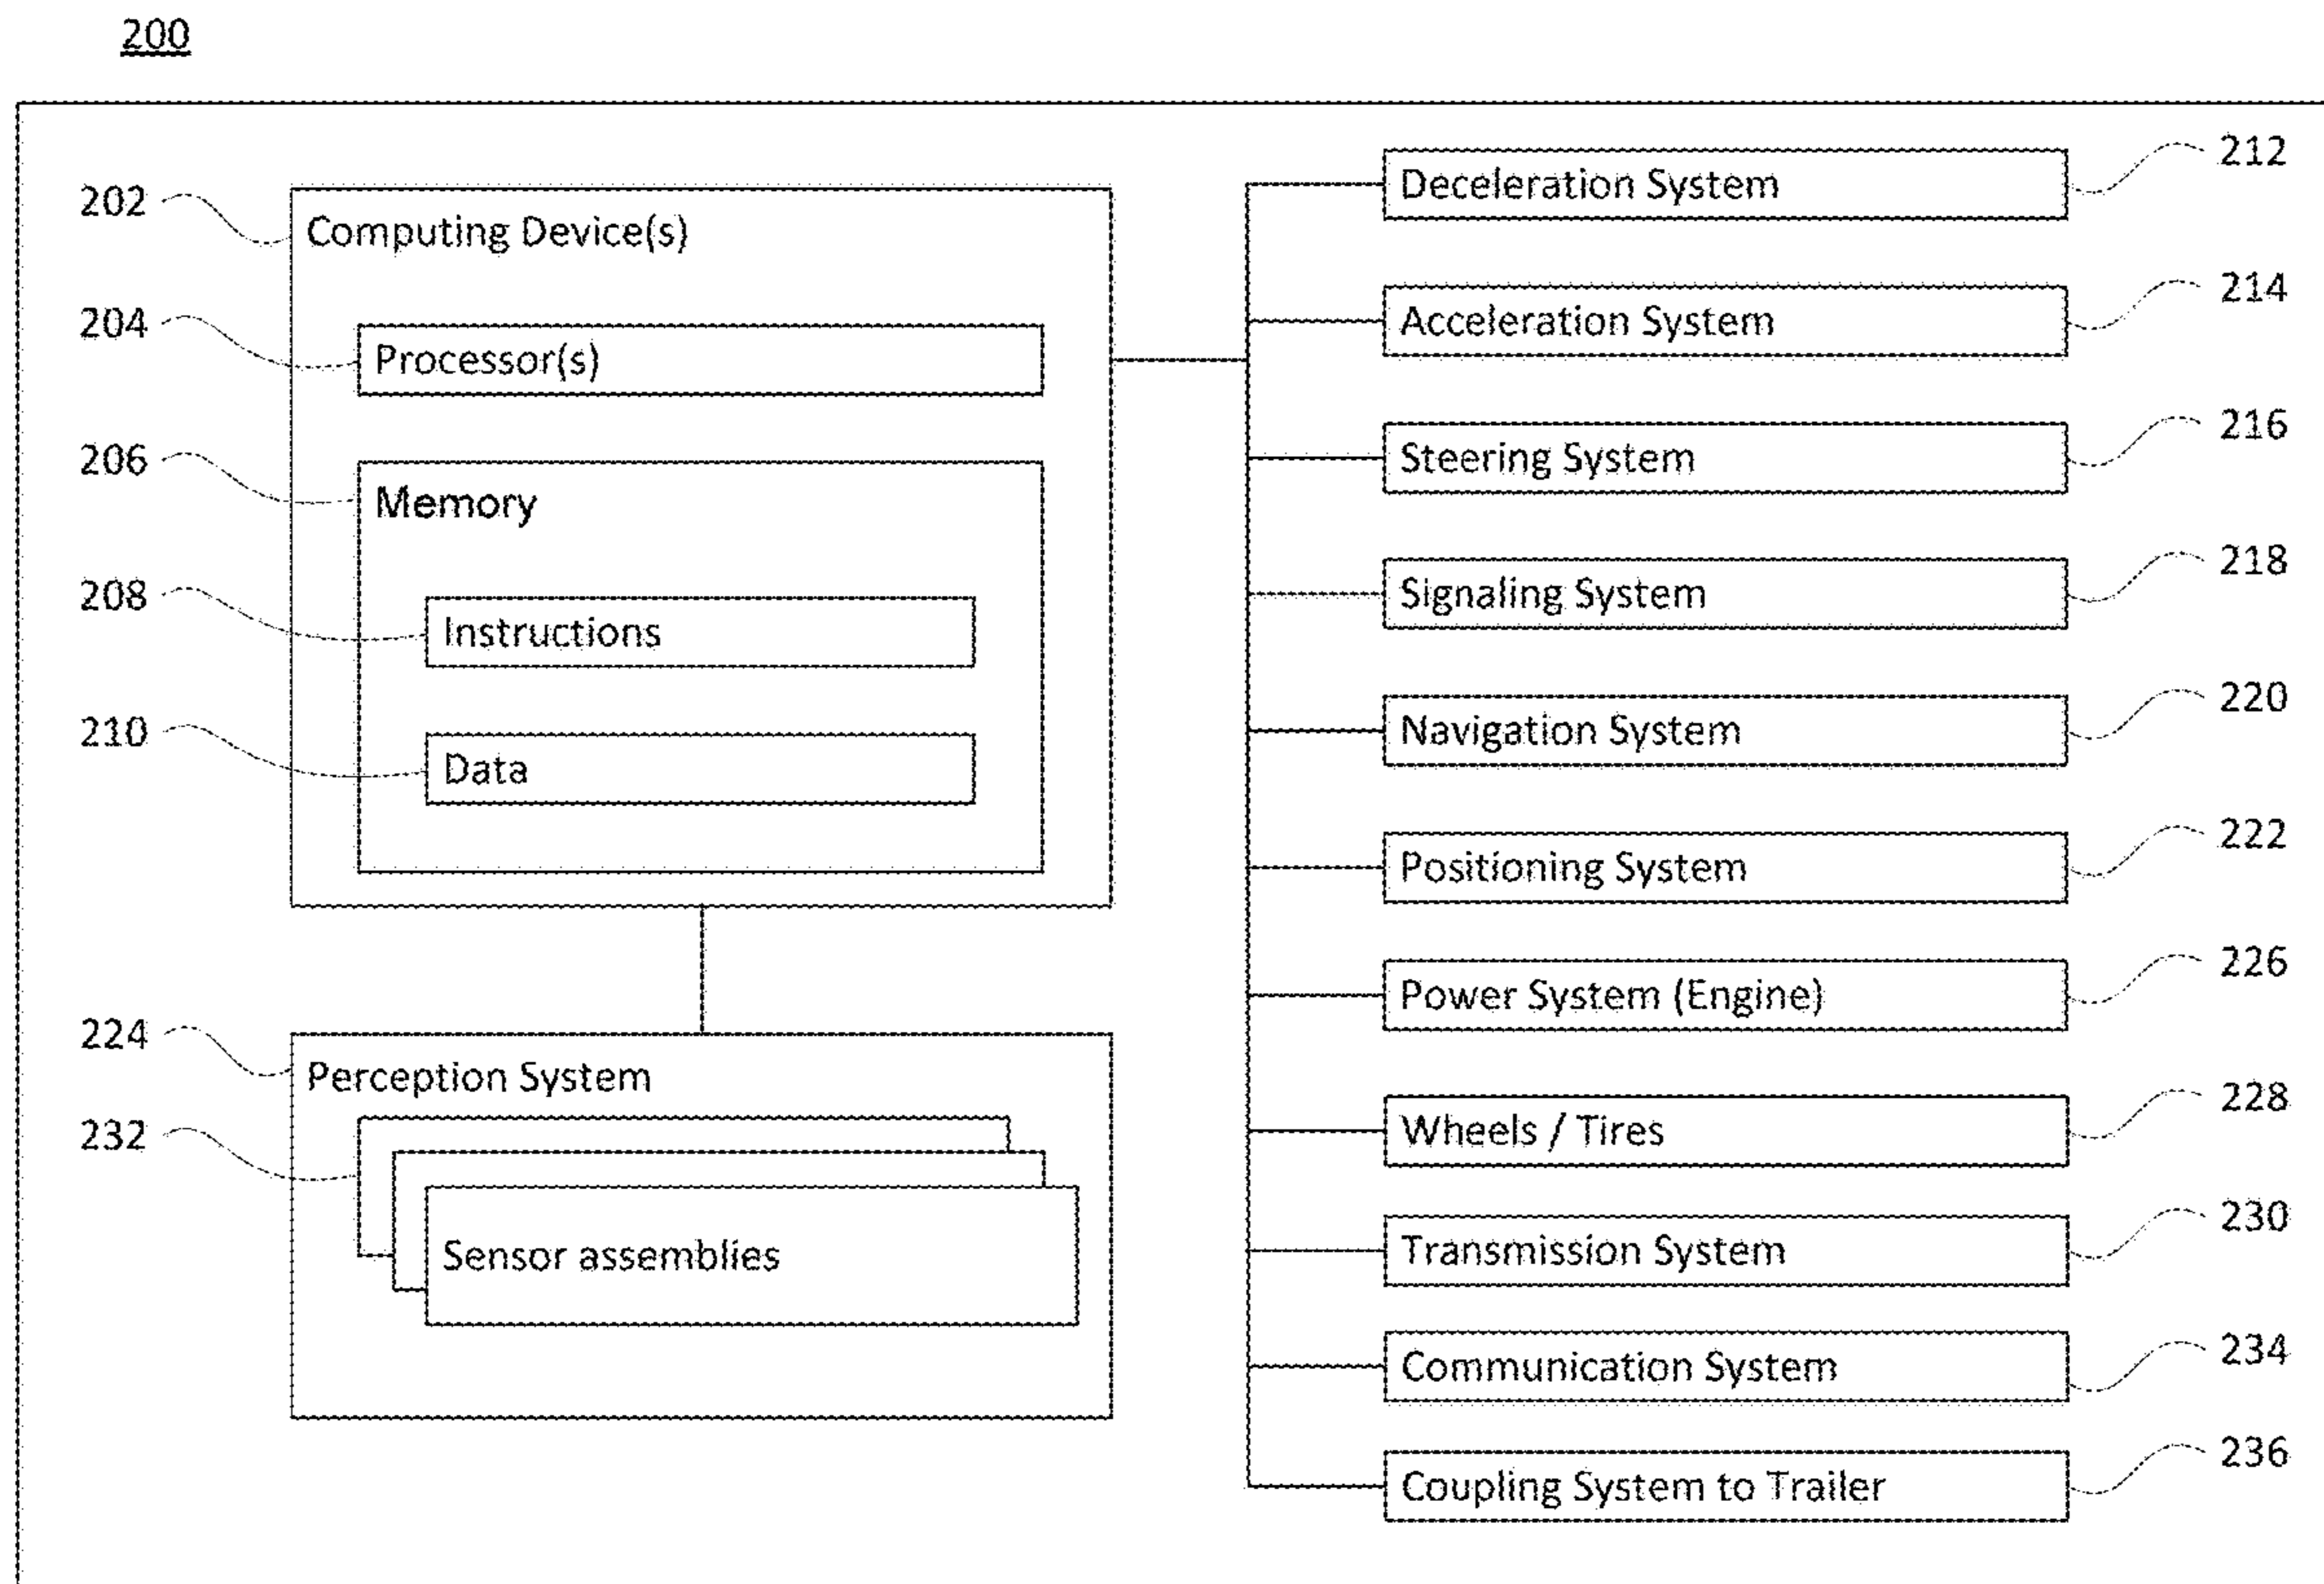 200
202
Computing Device(s)
204
Processor(s)
206
Memory
208
Instructions
210
Data
224
Perception System
232
Sensor assemblies
Deceleration System
212
Acceleration System
214
Steering System
216
Signaling System
218
Navigation System
220
Positioning System
222
Power System (Engine)
226
Wheels / Tires
228
Transmission System
230
Communication System
234
Coupling System to Trailer
236